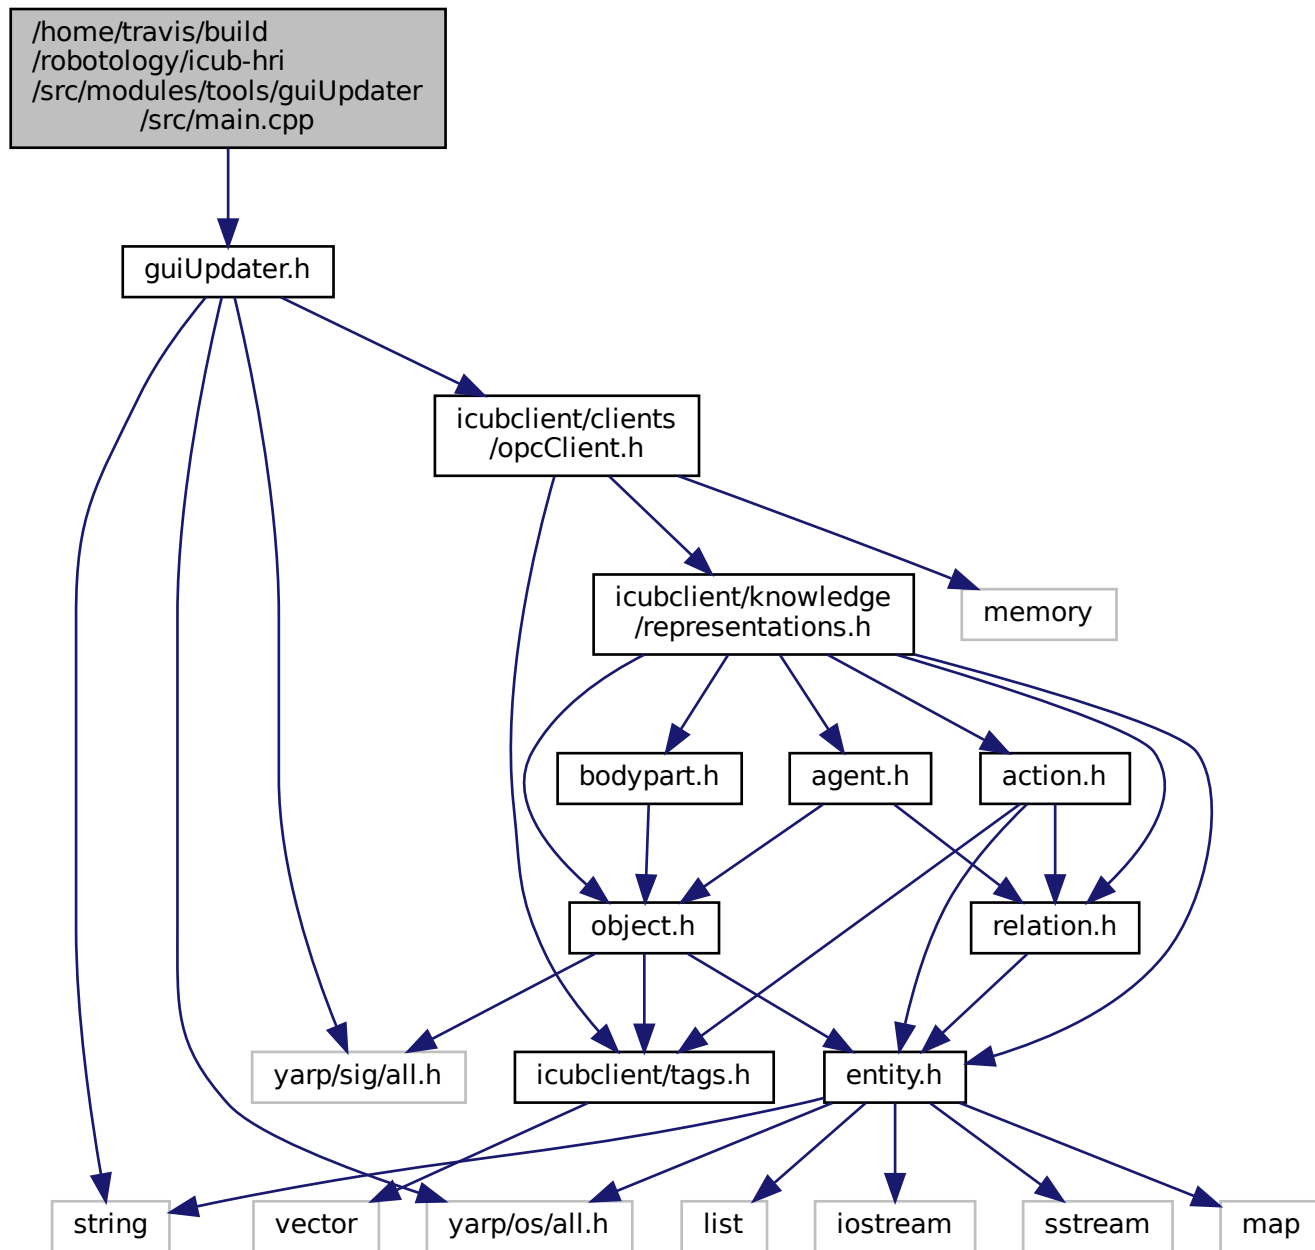 /home/travis/build
/robotology/icub-hri
/src/modules/tools/guiUpdater
/src/main.cpp
guiUpdater.h
icubclient/clients
/opcClient.h
icubclient/knowledge
/representations.h
memory
bodypart.h
agent.h
action.h
object.h
relation.h
yarp/sig/all.h
icubclient/tags.h
entity.h
string
vector
yarp/os/all.h
list
iostream
sstream
map